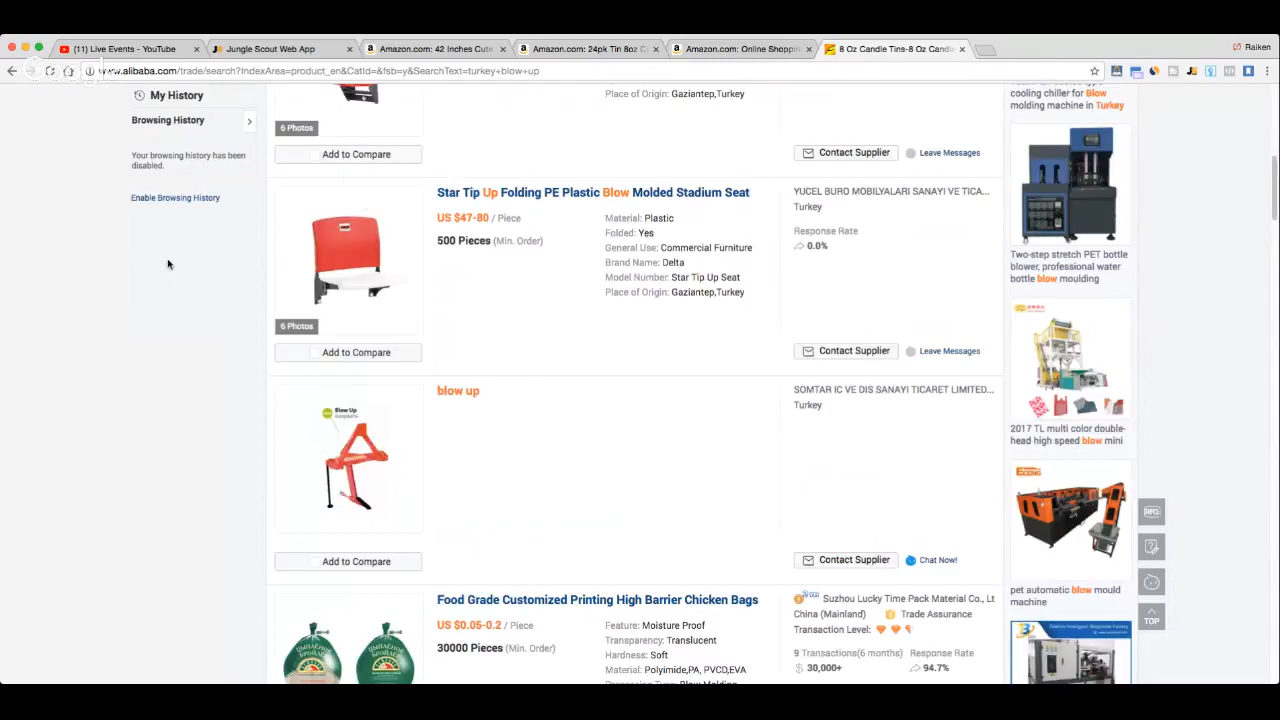 (11) Live Events - YouTube
Jungle Scout Web App
Amazon.com: 42 Inches Cute
Amazon.com: 24pk Tin 8oz C
Amazon.com: Online Shoppin
8 Oz Candle Tins-8 Oz Candl
Raiken
www.alibaba.com/trade/search?IndexArea=product_en&CatId=&fsb=y&SearchText=turkey+blow+up
My History
Browsing History
Your browsing history has been
disabled.
Enable Browsing History
6 Photos
Add to Compare
Place of Origin: Gaziantep,Turkey
Contact Supplier
Leave Messages
Star Tip Up Folding PE Plastic Blow Molded Stadium Seat
US $47-80 / Piece
500 Pieces (Min. Order)
Material: Plastic
Folded: Yes
General Use: Commercial Furniture
Brand Name: Delta
Model Number: Star Tip Up Seat
Place of Origin: Gaziantep,Turkey
YUCEL BURO MOBILYALARI SANAYI VE TICA...
Turkey
Response Rate
0.0%
6 Photos
Add to Compare
Contact Supplier
Leave Messages
blow up
Blow Up
SOMTAR IC VE DIS SANAYI TICARET LIMITED...
Turkey
Add to Compare
Contact Supplier
Chat Now!
Food Grade Customized Printing High Barrier Chicken Bags
US $0.05-0.2 / Piece
30000 Pieces (Min. Order)
Feature: Moisture Proof
Transparency: Translucent
Hardness: Soft
Material: Polyimide,PA, PVCD,EVA
Suzhou Lucky Time Pack Material Co., Lt
China (Mainland)
Trade Assurance
Transaction Level:
9 Transactions(6 months)
Response Rate
30,000+
94.7%
cooling chiller for Blow
molding machine in Turkey
Two-step stretch PET bottle
blower, professional water
bottle blow moulding
2017 TL multi color double-
head high speed blow mini
pet automatic blow mould
machine
RFQ
TOP